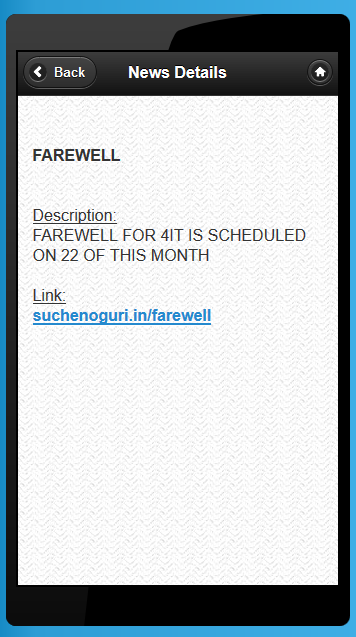 Back
News Details
FAREWELL
Description:
FAREWELL FOR 4IT IS SCHEDULED
ON 22 OF THIS MONTH
Link:
suchenoguri.in/farewell